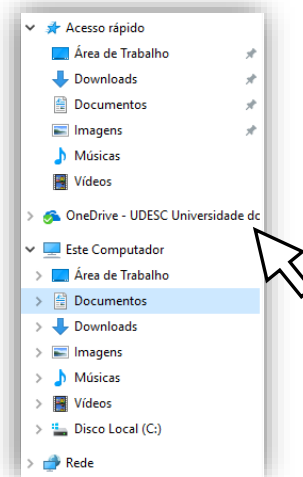 Acesso rápido
Área de Trabalho
Downloads
Documentos
Imagens
Músicas
Vídeos
OneDrive - UDESC Universidade dc
Este Computador
Área de Trabalho
Documentos
Downloads
Imagens
Músicas
Vídeos
Disco Local (C:)
Rede